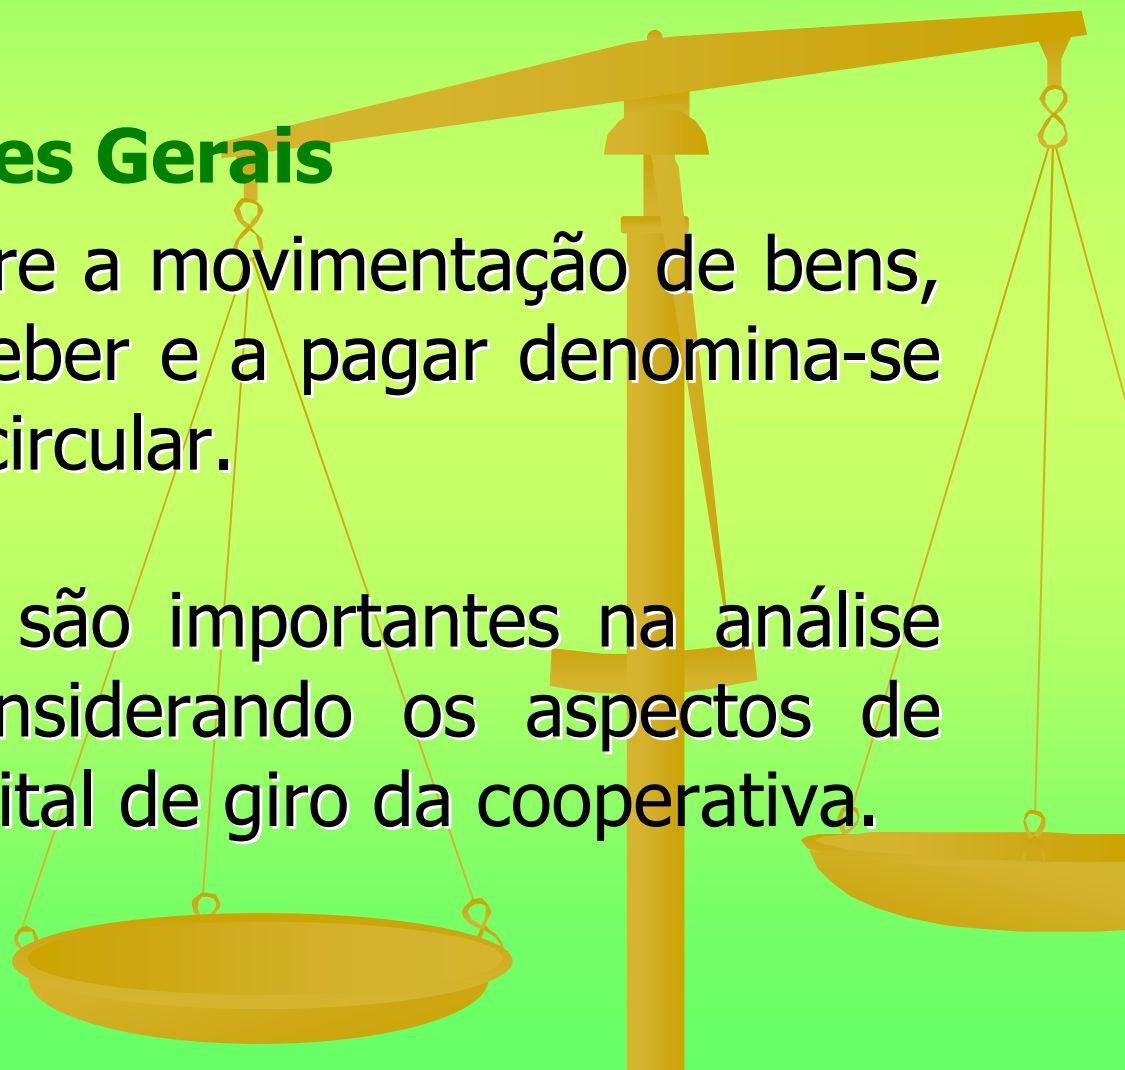 es Gerais
re a movimentação de bens,
eber e a pagar denomina-se
circular.
são importantes na análise
nsiderando os aspectos de
ital de giro da cooperativa.